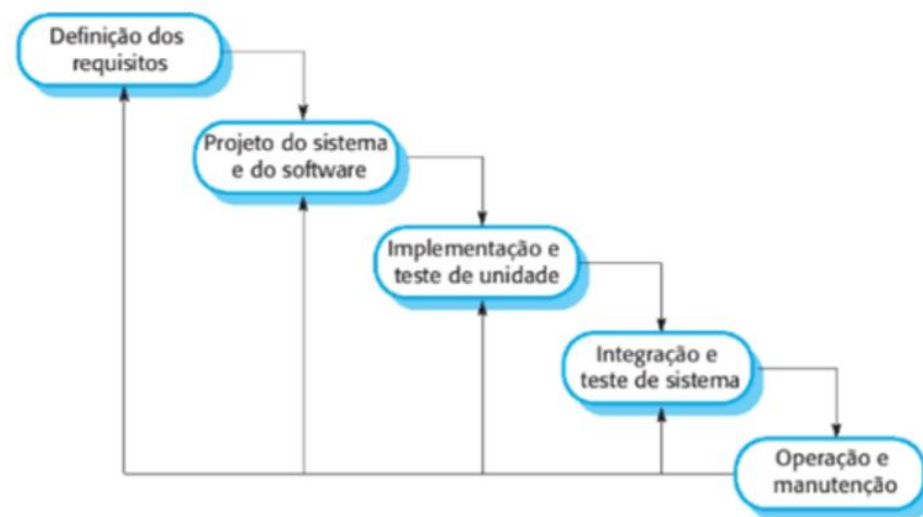 Definição dos
requisitos
Projeto do sistema
e do software
Implementação e
teste de unidade
Integração e
teste de sistema
Operação e
manutenção